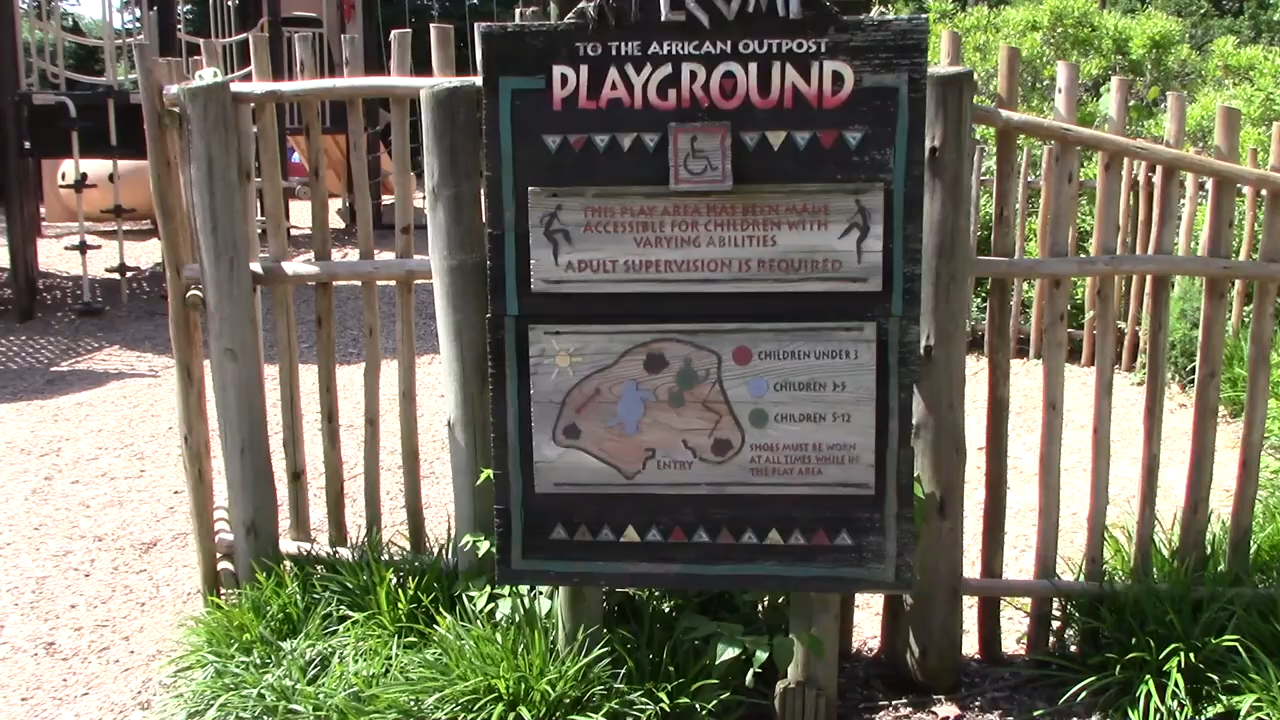 TO THE AFRICAN OUTPOST
PLAYGROUND
THIS PLAY AREA HAS BEEN MADE
ACCESSIBLE FOR CHILDREN WITH
VARYING ABILITIES
ADULT SUPERVISION IS REQUIRED
CHILDREN UNDER 3
CHILDREN 3-5
CHILDREN 5-12
SHOES MUST BE WORN
AT ALL TIMES WHILE IN
THE PLAY AREA
ENTRY